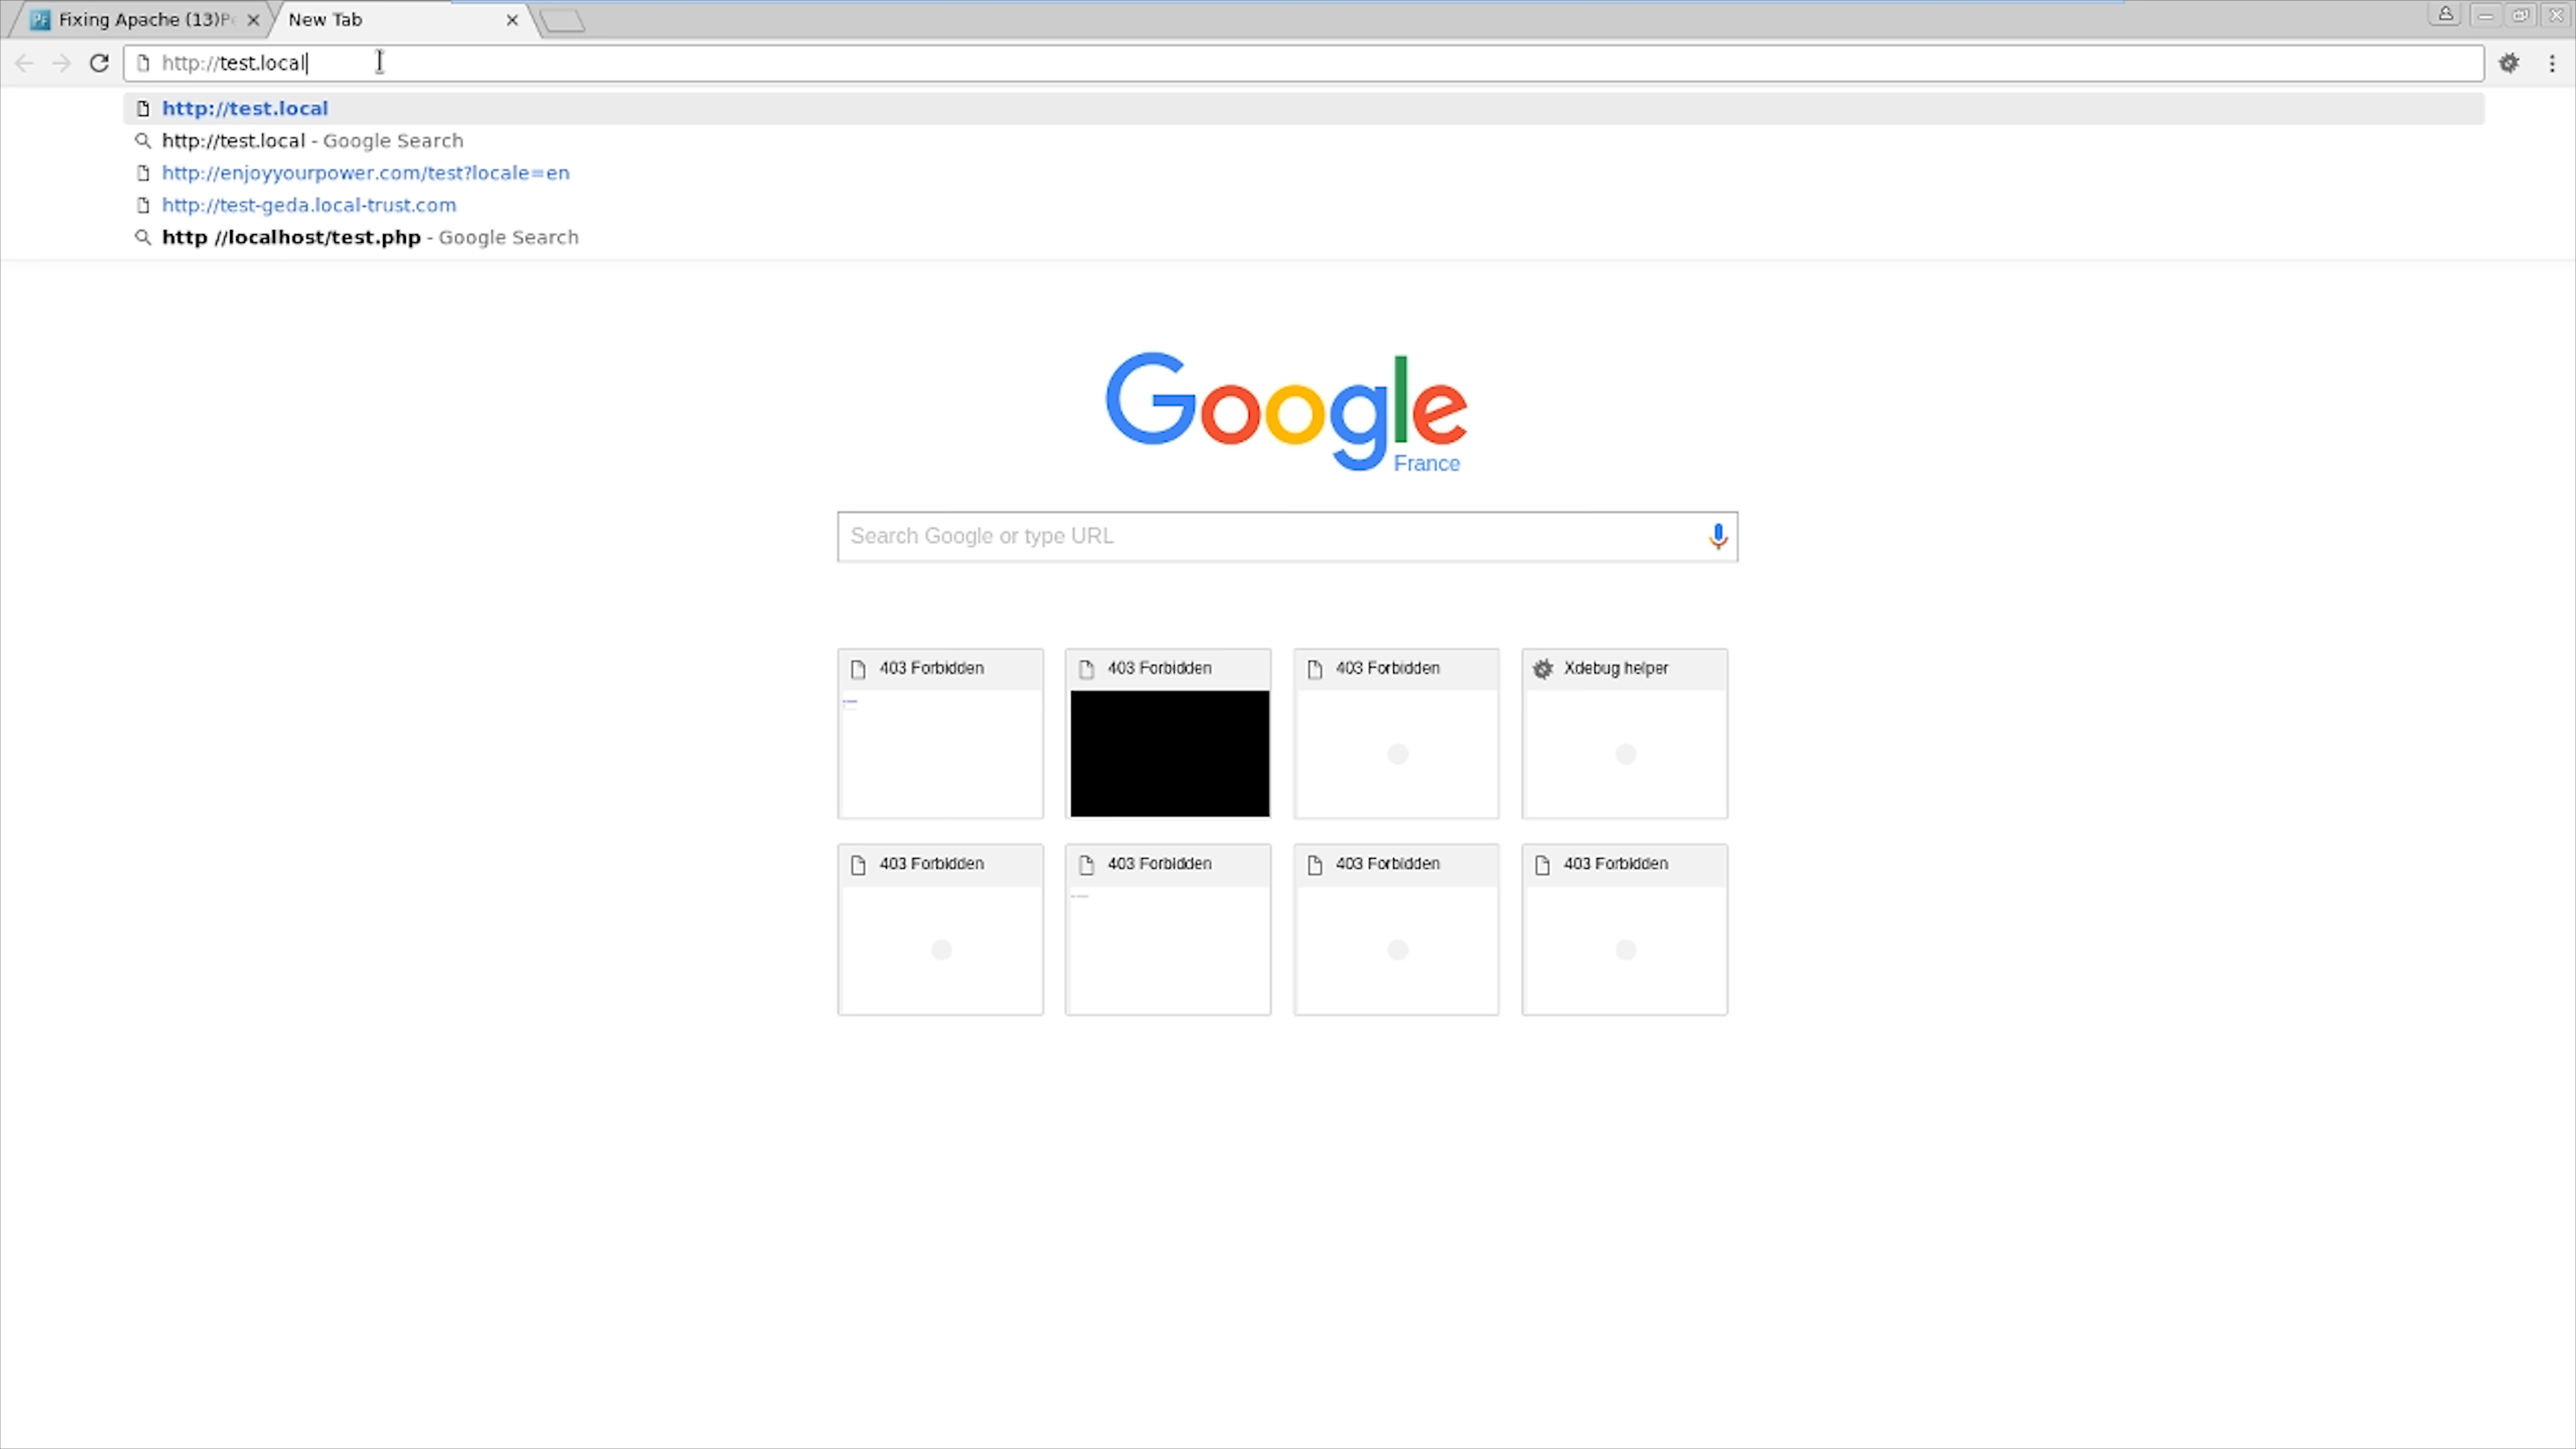 Fixing Apache (13)Pe
New Tab
http://test.local
http://test.local
http://test.local - Google Search
http://enjoyyourpower.com/test?locale=en
http://test-geda.local-trust.com
http //localhost/test.php - Google Search
Google
France
Search Google or type URL
403 Forbidden
403 Forbidden
403 Forbidden
Xdebug helper
403 Forbidden
403 Forbidden
403 Forbidden
403 Forbidden